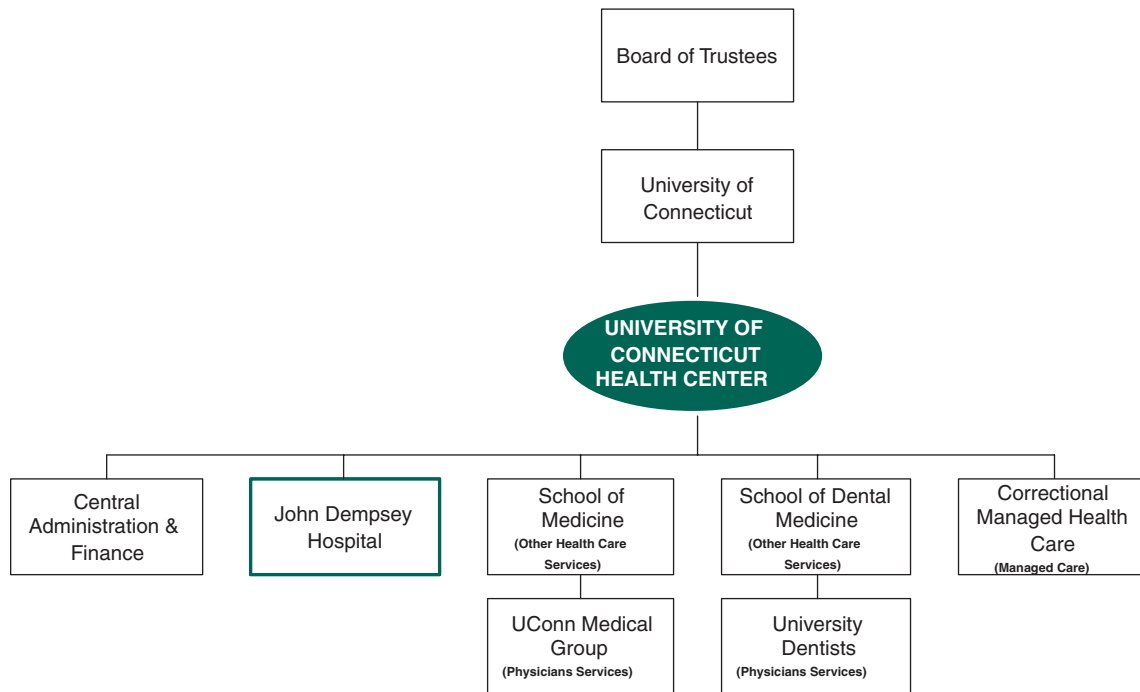 Board of Trustees
University of
Connecticut
UNIVERSITY OF
CONNECTICUT
HEALTH CENTER
Central
Administration &
Finance
John Dempsey
Hospital
School of
Medicine
(Other Health Care
Services)
School of Dental
Medicine
(Other Health Care
Services)
Correctional
Managed Health
Care
(Managed Care)
UConn Medical
Group
(Physicians Services)
University
Dentists
(Physicians Services)